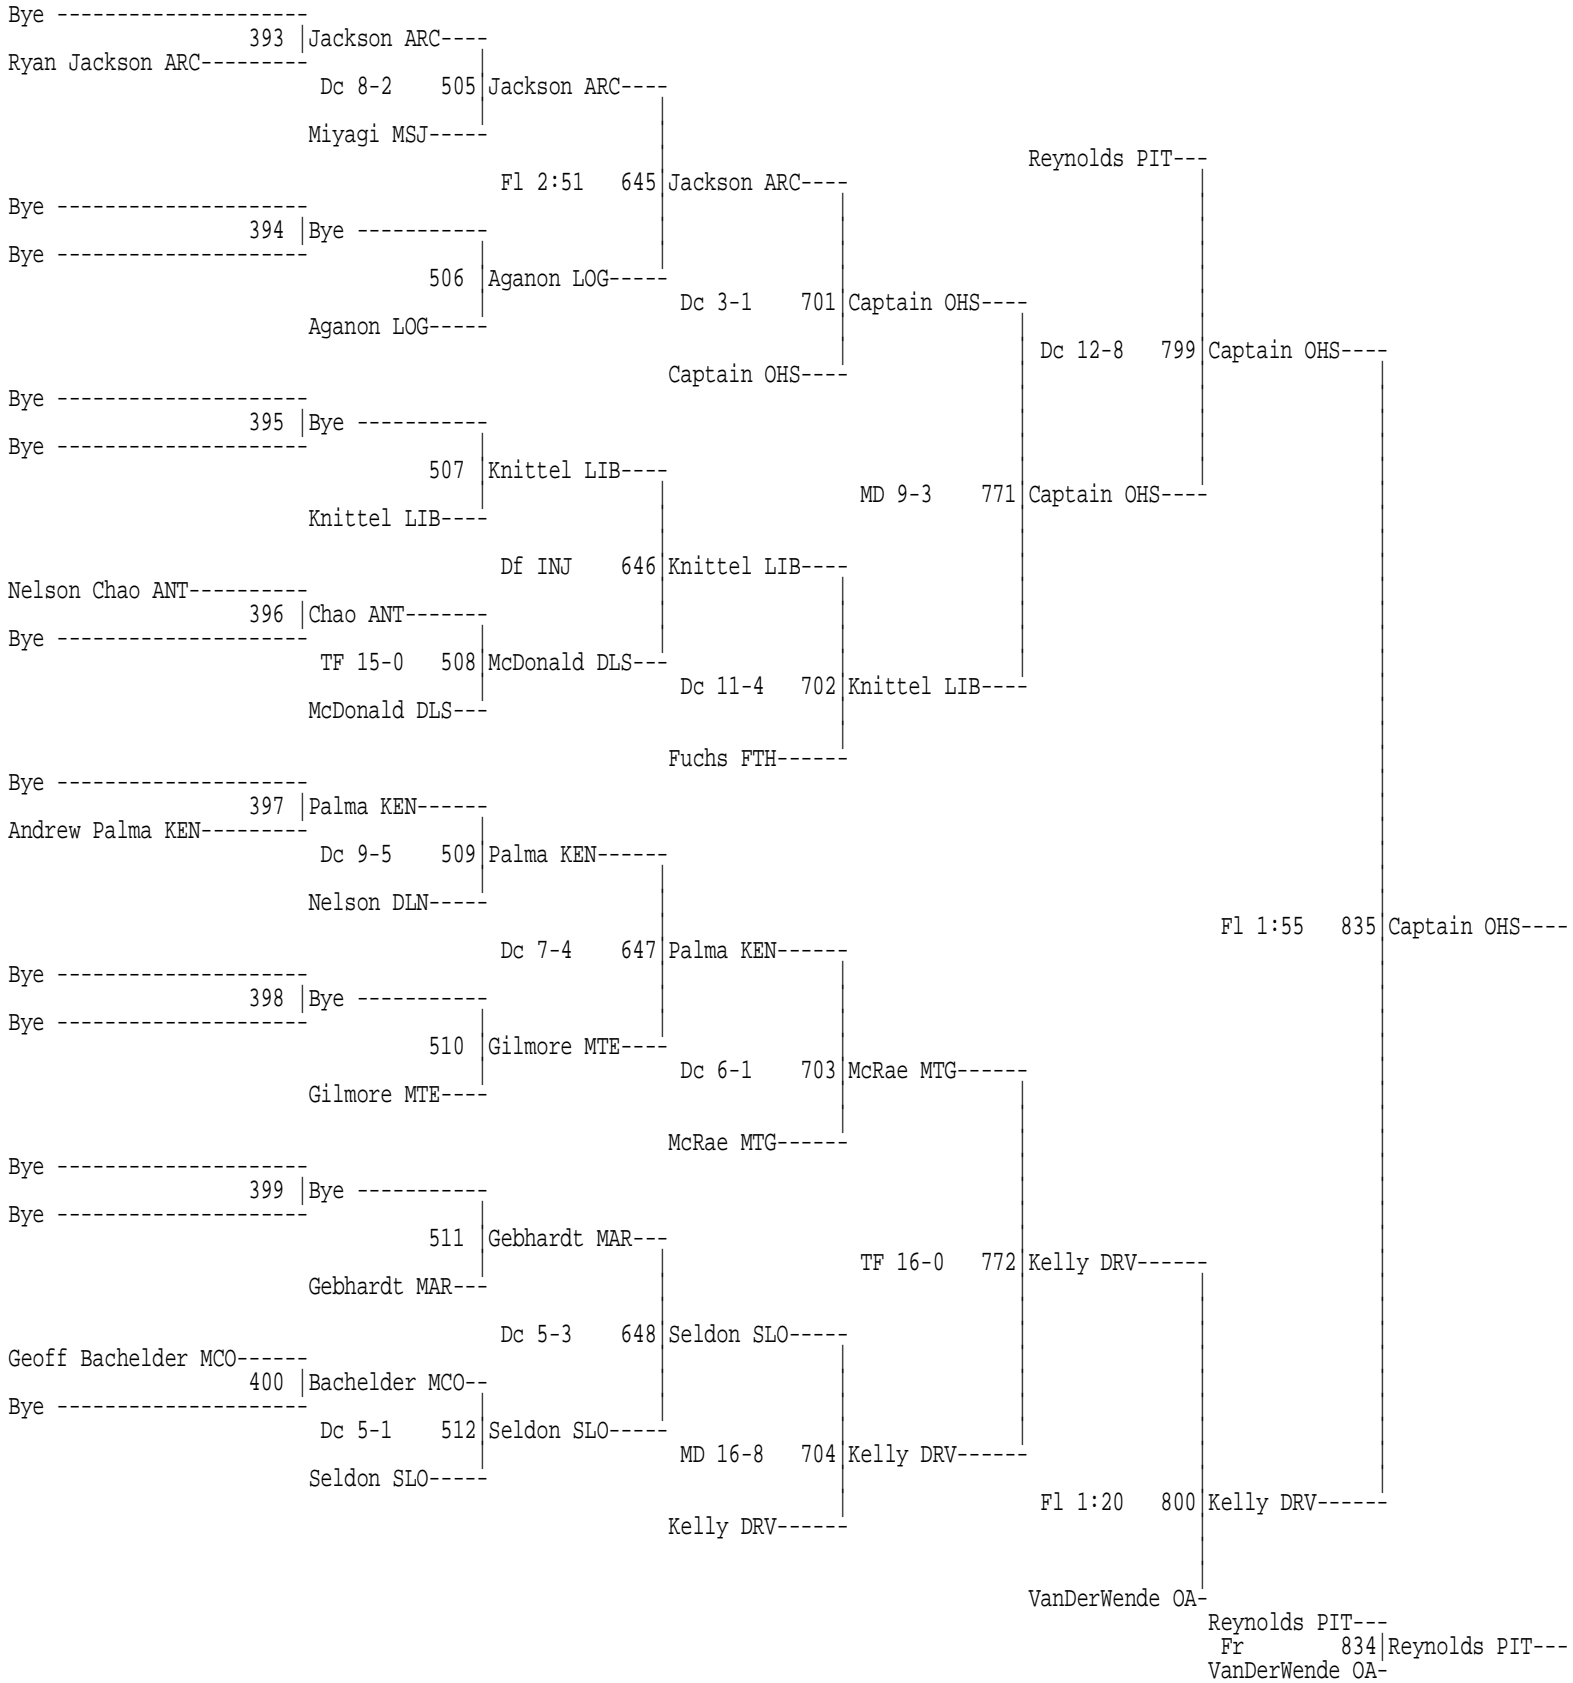 Bye ---------------------
393 |Jackson ARC----
Ryan Jackson ARC---------
Dc 8-2 505|Jackson ARC----
Miyagi MSJ-----
Reynolds PIT---
Fl 2:51 645|Jackson ARC----
Bye ---------------------
394 |Bye -----------
Bye ---------------------
506 |Aganon LOG-----
Dc 3-1 701|Captain OHS----
Aganon LOG-----
Dc 12-8 799|Captain OHS----
Captain OHS----
Bye ---------------------
395 |Bye -----------
Bye ---------------------
507 |Knittel LIB----
MD 9-3 771|Captain OHS----
Knittel LIB----
Df INJ 646|Knittel LIB----
Nelson Chao ANT----------
396 |Chao ANT-------
Bye ---------------------
TF 15-0 508|McDonald DLS---
Dc 11-4 702|Knittel LIB----
McDonald DLS---
Fuchs FTH------
Bye ---------------------
397 |Palma KEN------
Andrew Palma KEN---------
Dc 9-5 509|Palma KEN------
Nelson DLN-----
Fl 1:55 835|Captain OHS----
Dc 7-4 647|Palma KEN------
Bye ---------------------
398 |Bye -----------
Bye ---------------------
510 |Gilmore MTE----
Dc 6-1 703|McRae MTG------
Gilmore MTE----
McRae MTG------
Bye ---------------------
399 |Bye -----------
Bye ---------------------
511 |Gebhardt MAR---
TF 16-0 772|Kelly DRV------
Gebhardt MAR---
Dc 5-3 648|Seldon SLO-----
Geoff Bachelder MCO------
400 |Bachelder MCO--
Bye ---------------------
Dc 5-1 512|Seldon SLO-----
MD 16-8 704|Kelly DRV------
Seldon SLO-----
Fl 1:20 800|Kelly DRV------
Kelly DRV------
VanDerWende OA-
Reynolds PIT---
Fr 834|Reynolds PIT---
VanDerWende OA-